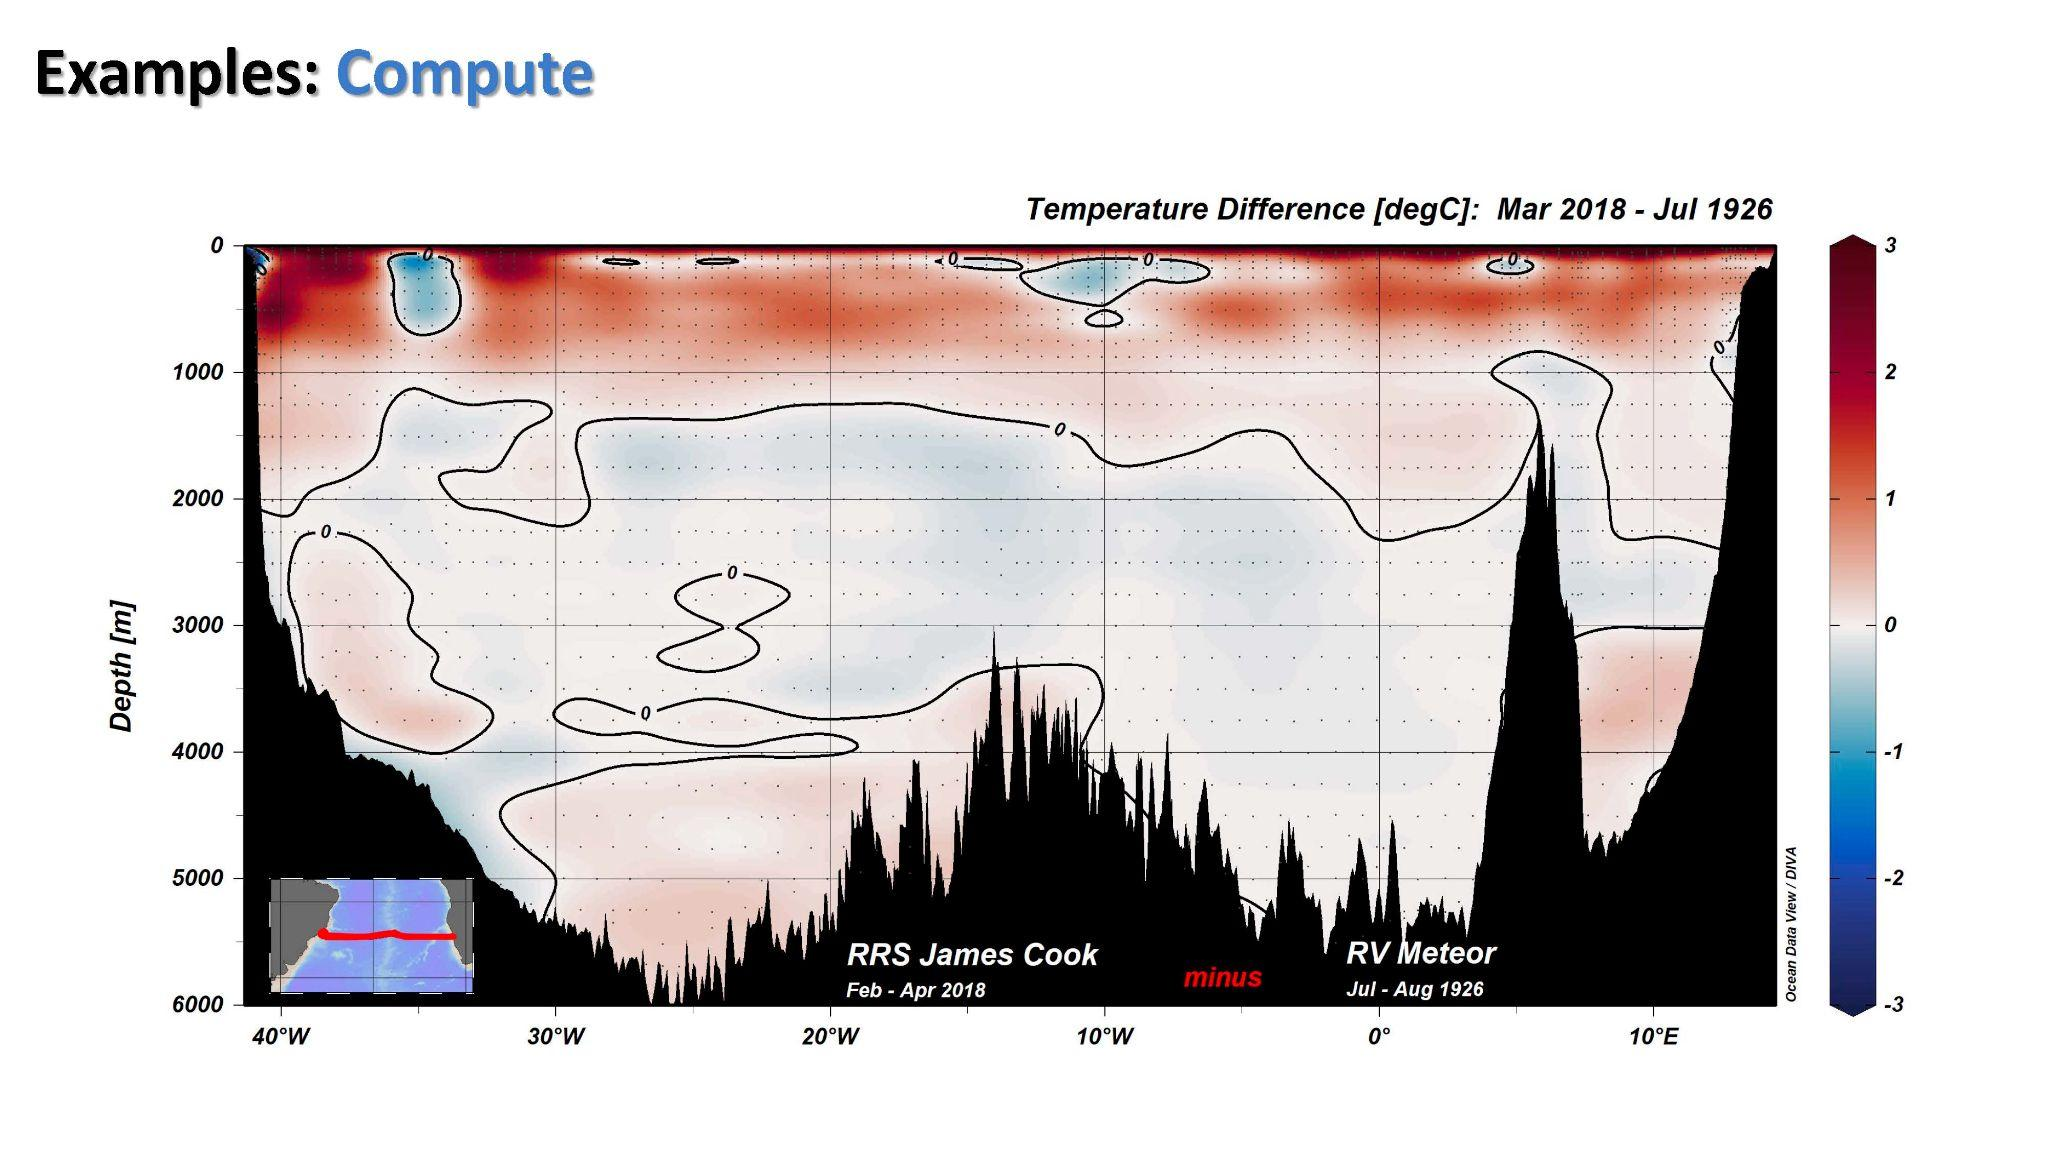 Examples: Compute
Temperature Difference [degC]: Mar 2018 - Jul 1926
0
1000
2000
3000
4000
5000
6000
Depth [m]
0
0
0
0
0
0
0
0
0
0
RRS James Cook
Feb - Apr 2018
minus
RV Meteor
Jul - Aug 1926
40°W
30°W
20°W
10°W
0°
10°E
Ocean Data View / DIVA
3
2
1
0
-1
-2
-3